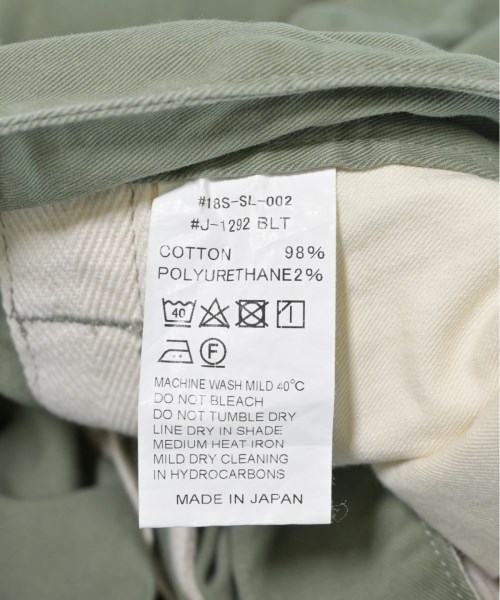 #18S-SL-002
#J-1292 BLT
COTTON 98%
POLYURETHANE2%
40
F
MACHINE WASH MILD 40°C
DO NOT BLEACH
DO NOT TUMBLE DRY
LINE DRY IN SHADE
MEDIUM HEAT IRON
MILD DRY CLEANING
IN HYDROCARBONS
MADE IN JAPAN